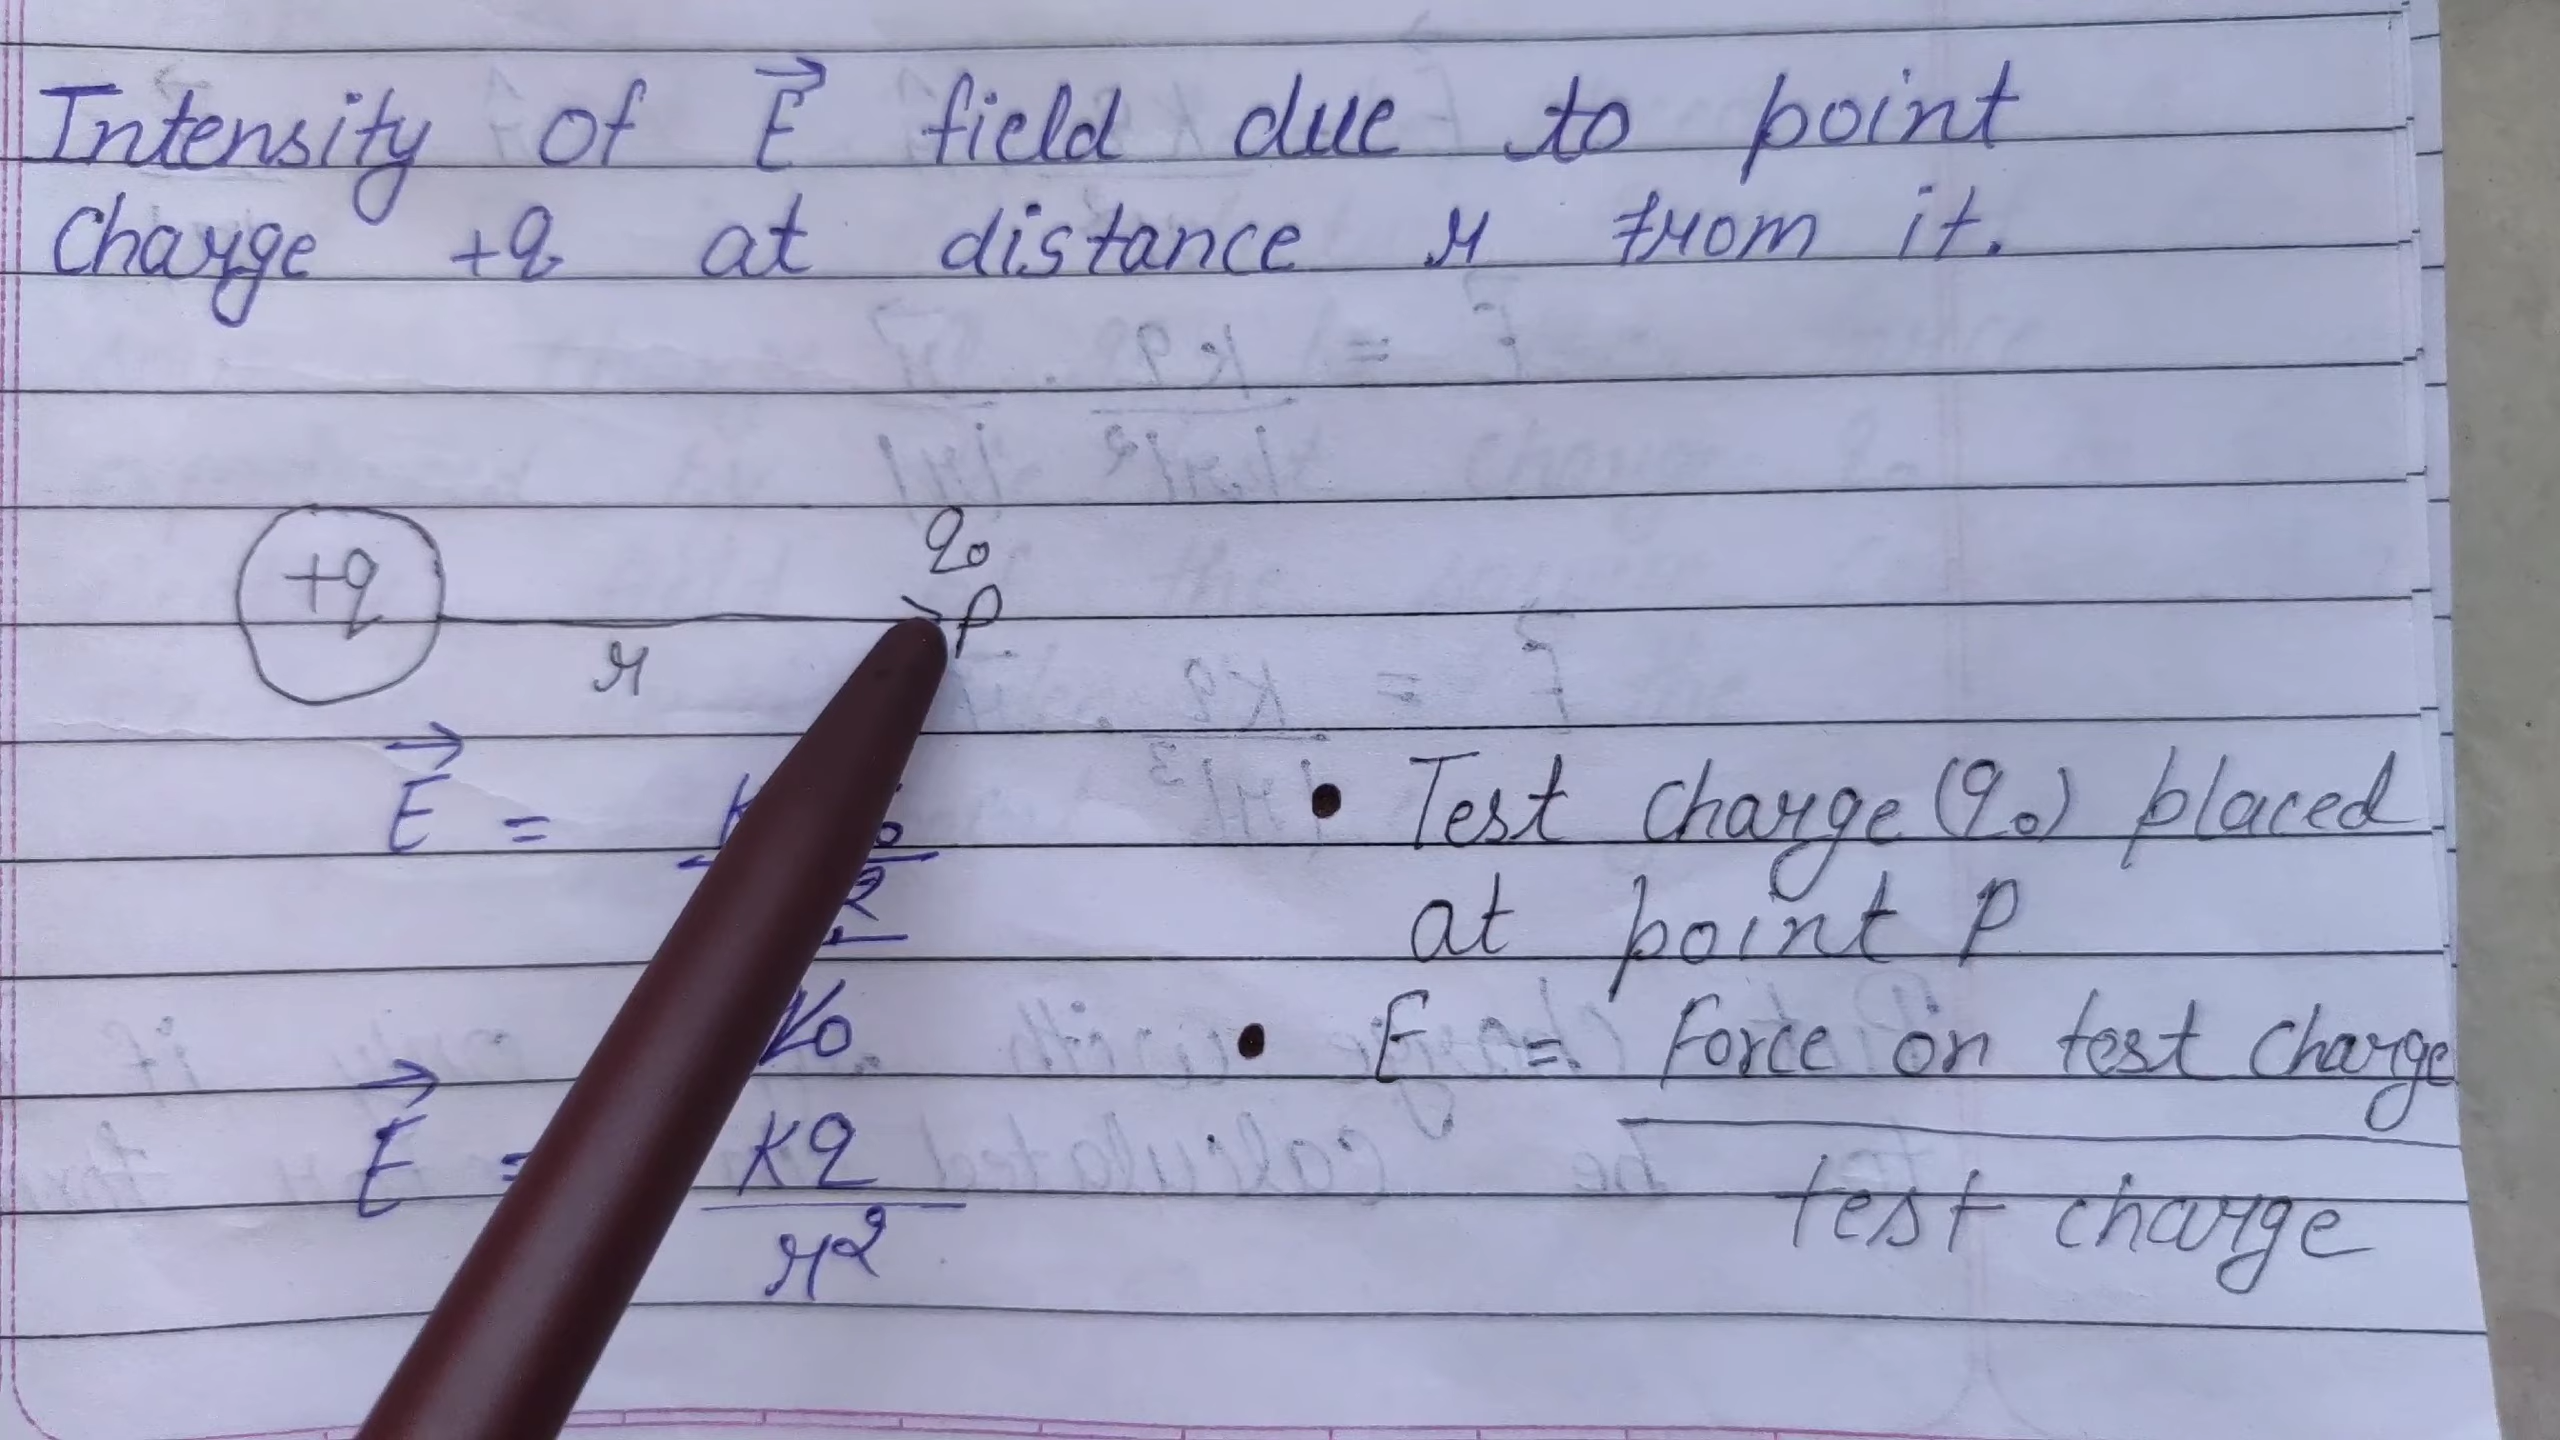 Intensity of E⃗ field due to point
charge +q at distance r from it.
q₀
+q P
r
E⃗ =
• Test charge (q₀) placed
at point P
• E = Force on test charge
test charge
E⃗ = Kq
r²